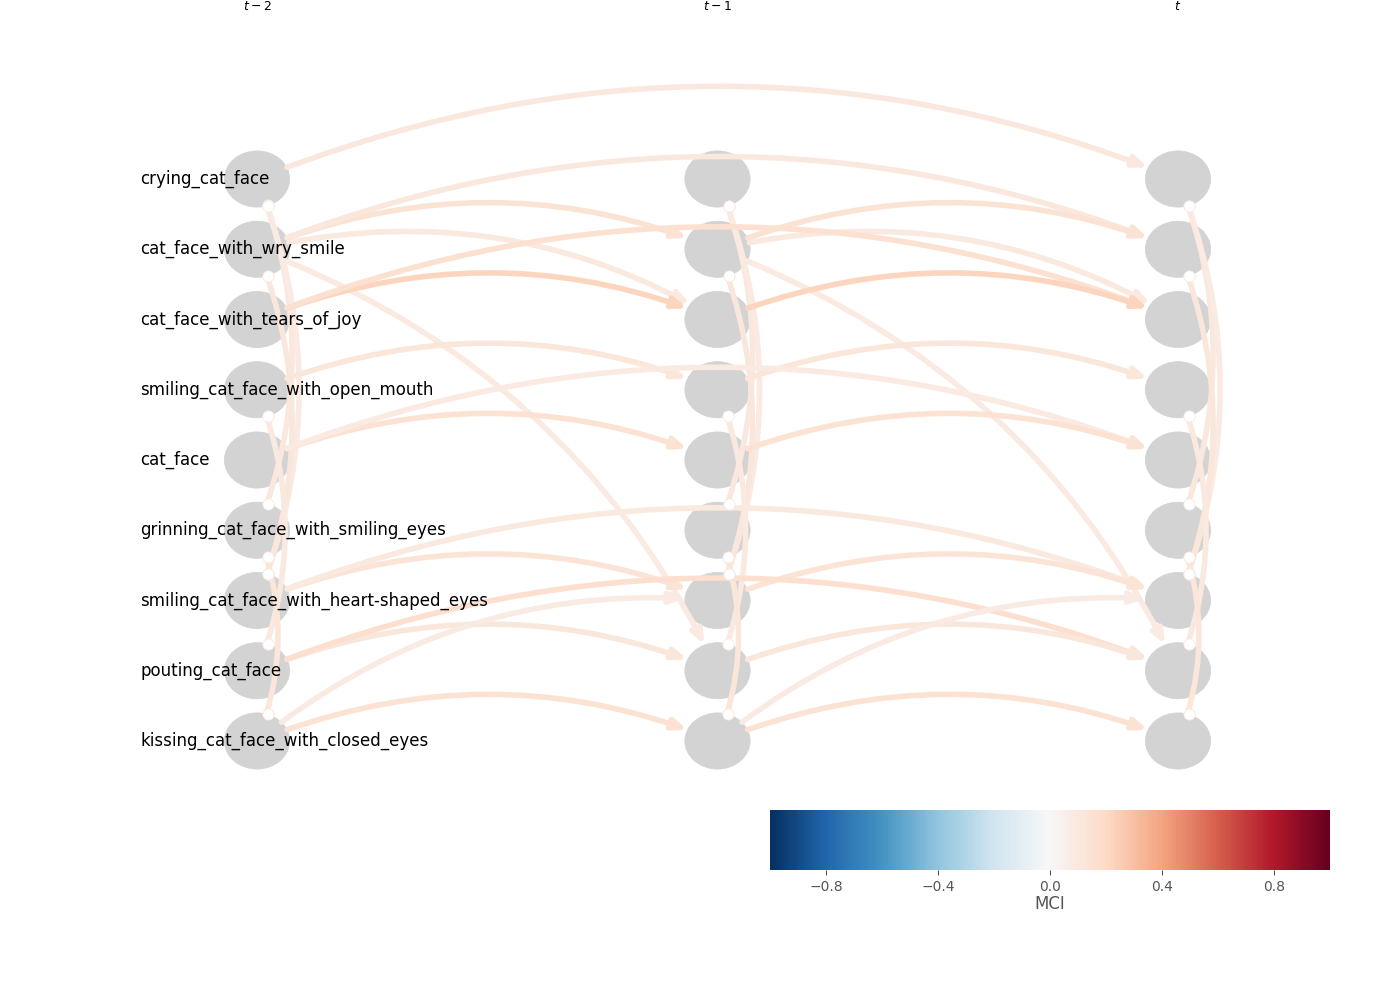 t − 2 t − 1 t
crying_cat_face
cat_face_with_wry_smile
cat_face_with_tears_of_joy
smiling_cat_face_with_open_mouth
cat_face
grinning_cat_face_with_smiling_eyes
smiling_cat_face_with_heart-shaped_eyes
pouting_cat_face
kissing_cat_face_with_closed_eyes
−0.8 −0.4 0.0 0.4 0.8
MCI